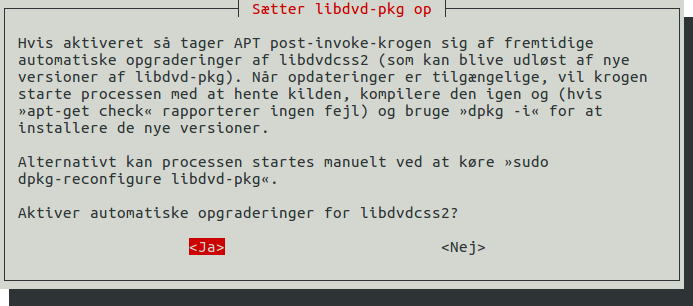 Sætter libdvd-pkg op
Hvis aktiveret så tager APT post-invoke-krogen sig af fremtidige
automatiske opgraderinger af libdvdcss2 (som kan blive udløst af nye
versioner af libdvd-pkg). Når opdateringer er tilgængelige, vil krogen
starte processen med at hente kilden, kompilere den igen og (hvis
»apt-get check« rapporterer ingen fejl) og bruge »dpkg -i« for at
installere de nye versioner.
Alternativt kan processen startes manuelt ved at køre »sudo
dpkg-reconfigure libdvd-pkg«.
Aktiver automatiske opgraderinger for libdvdcss2?
<Ja> <Nej>